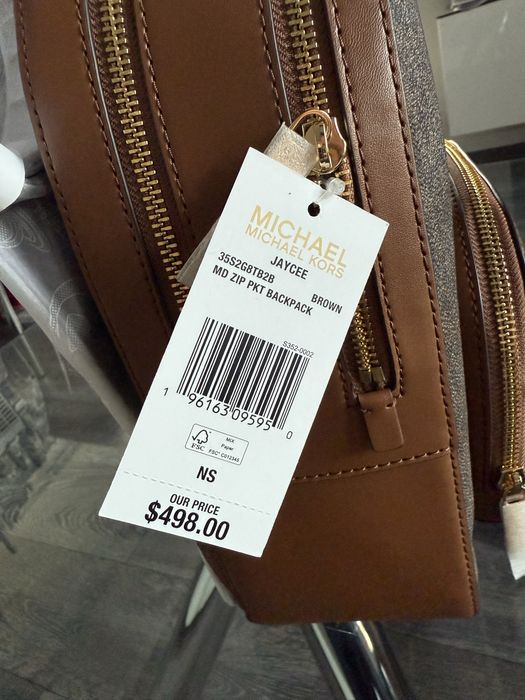 MICHAEL
MICHAEL KORS
JAYCEE
35S2G8TB2B BROWN
MD ZIP PKT BACKPACK
S352-0002
1 96163 09595 0
FSC
MIX
Paper
FSC® C012345
NS
OUR PRICE
$498.00